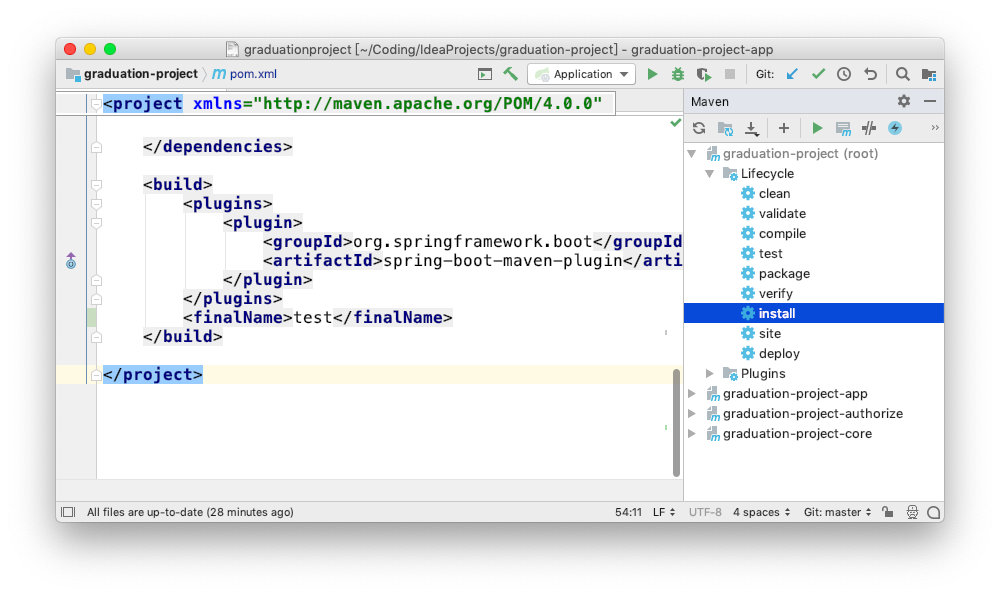 graduationproject [~/Coding/IdeaProjects/graduation-project] - graduation-project-app
graduation-project
pom.xml
Application
Git:
<project xmlns="http://maven.apache.org/POM/4.0.0"
</dependencies>
<build>
<plugins>
<plugin>
<groupId>org.springframework.boot</groupId
<artifactId>spring-boot-maven-plugin</arti
</plugin>
</plugins>
<finalName>test</finalName>
</build>
</project>
Maven
graduation-project (root)
Lifecycle
clean
validate
compile
test
package
verify
install
site
deploy
Plugins
graduation-project-app
graduation-project-authorize
graduation-project-core
All files are up-to-date (28 minutes ago)
54:11 LF UTF-8 4 spaces Git: master